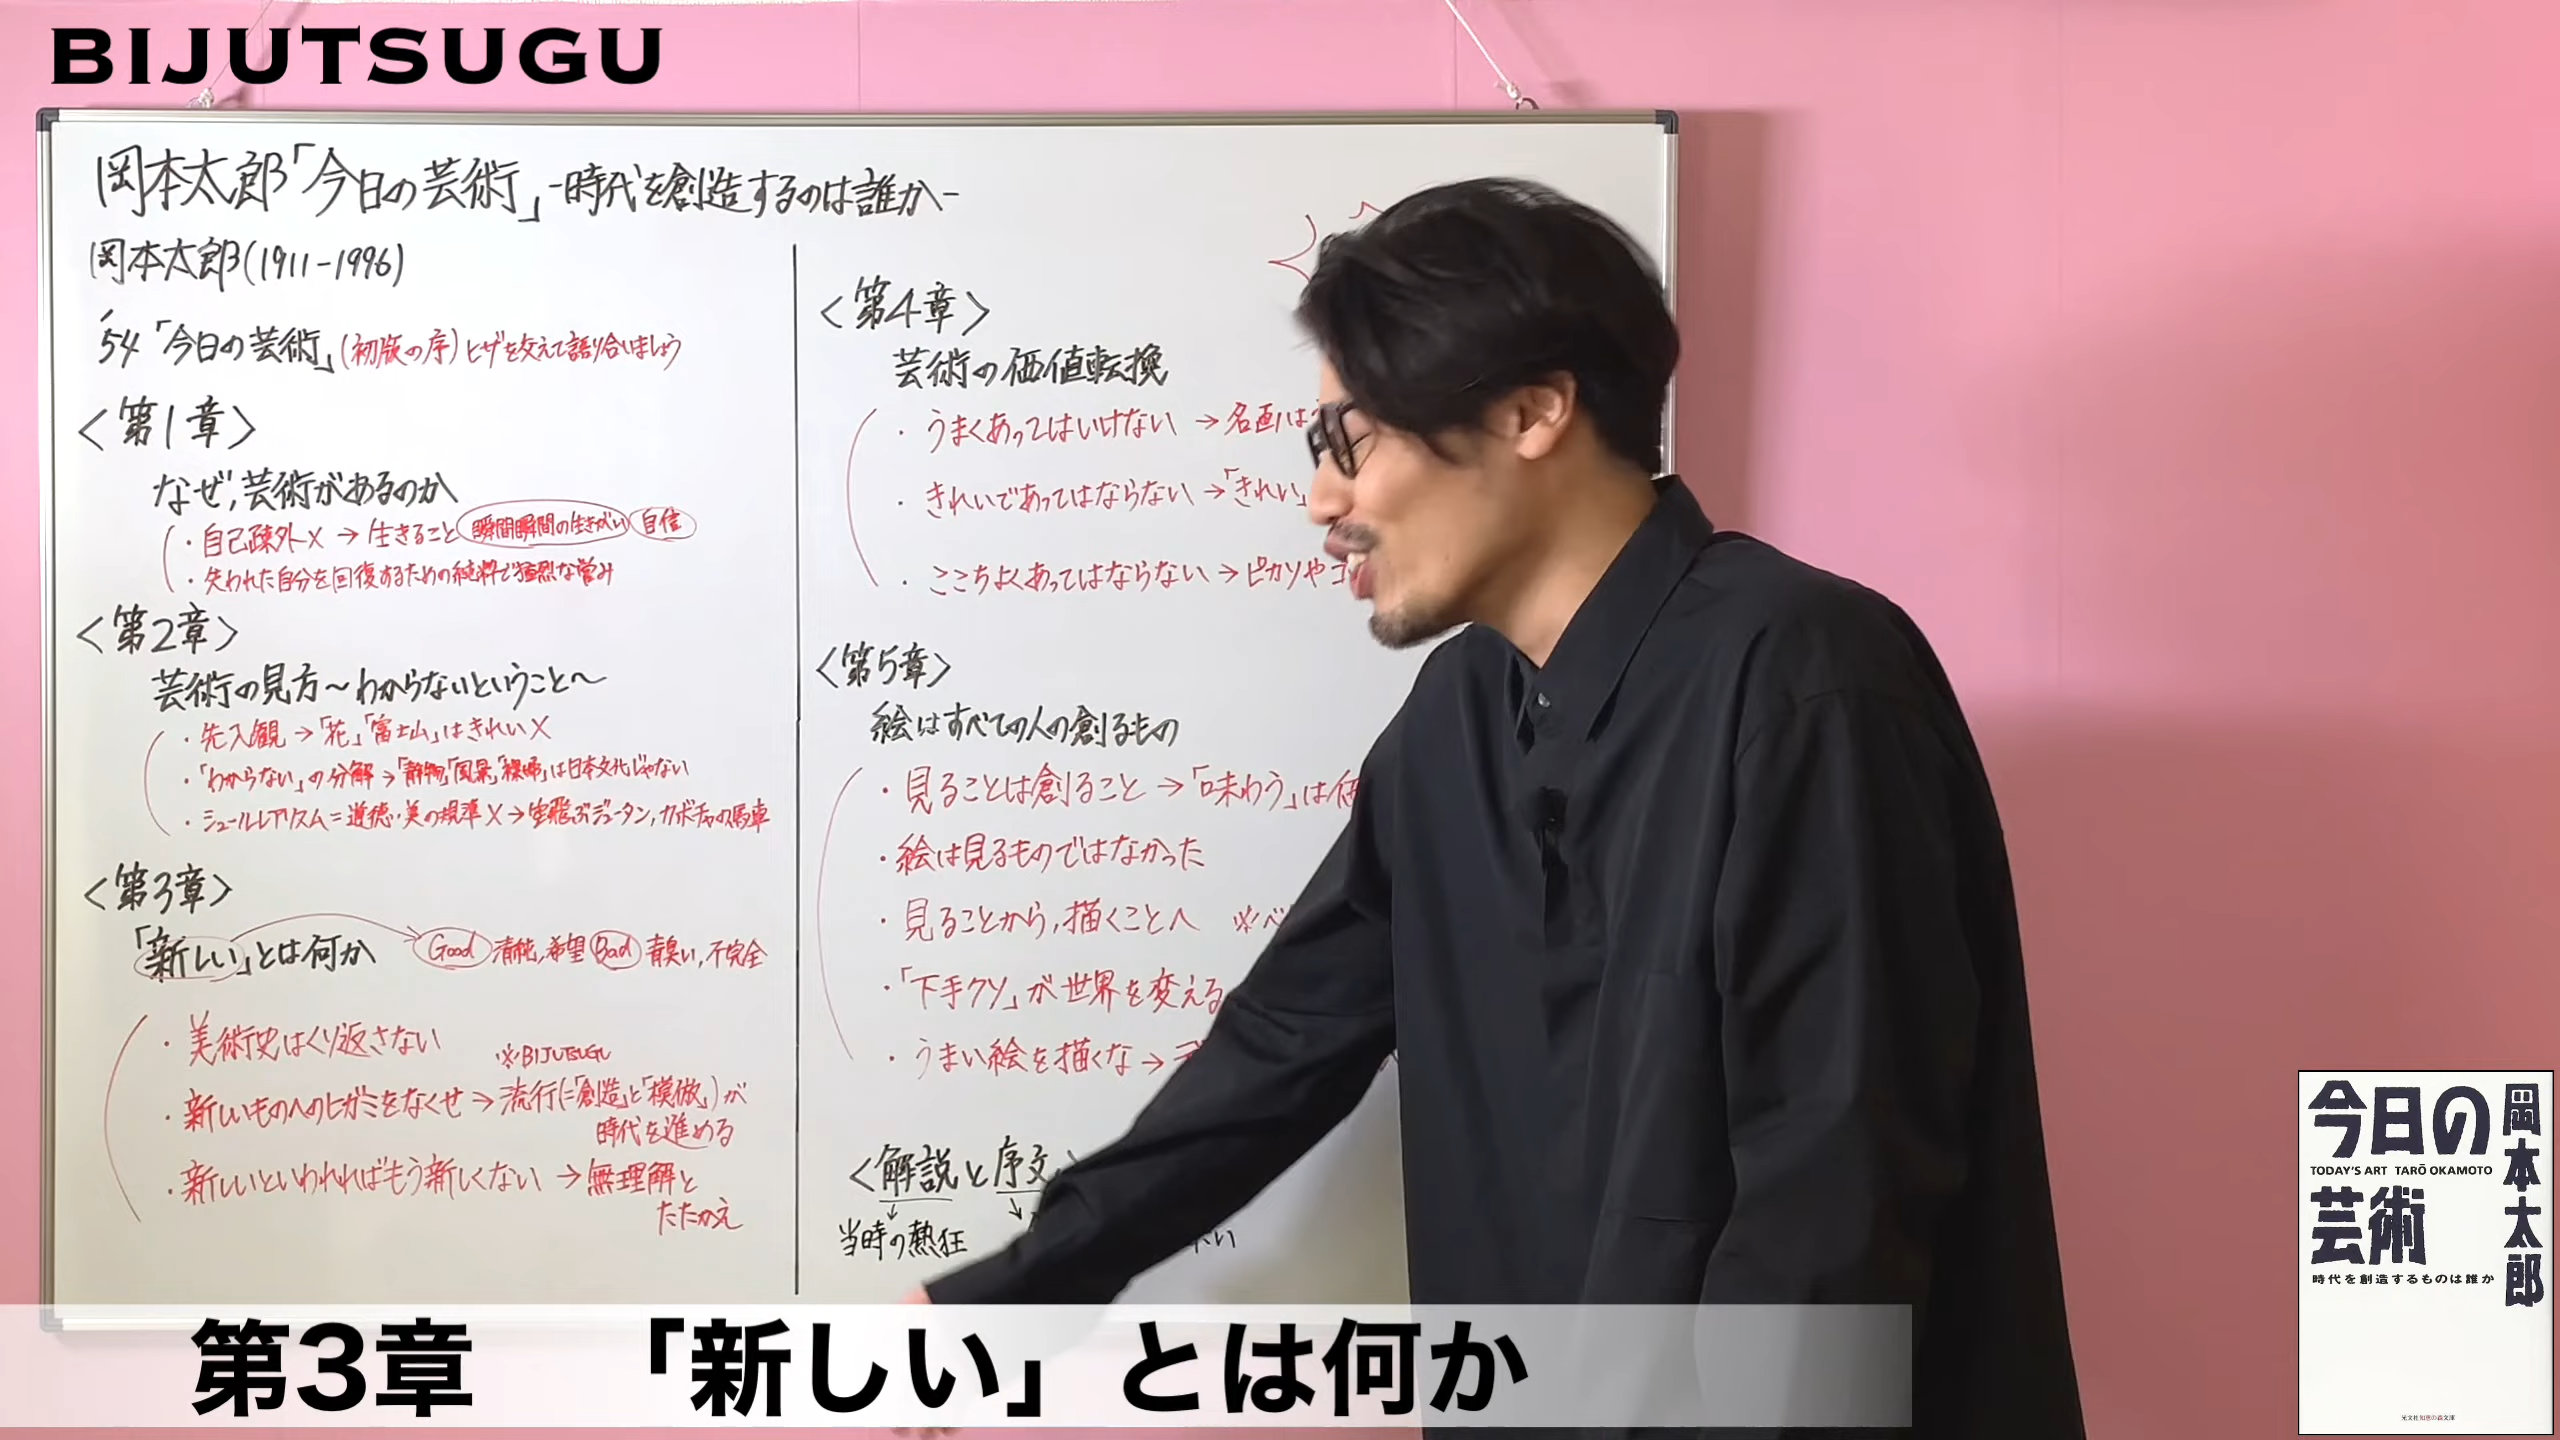 BIJUTSUGU
岡本太郎「今日の芸術」-時代を創造するのは誰か-
岡本太郎(1911-1996)
'54「今日の芸術」(初版の序)ヒザを交えて語り合いましょう
<第1章>
なぜ,芸術があるのか
・自己疎外× → 生きること 瞬間瞬間の生きがい 自信
・失われた自分を回復するための純粋で猛烈な営み
<第2章>
芸術の見方〜わからないということ〜
・先入観→「花」「富士山」はきれい×
・「わからない」の分解→「静物」「風景」「裸婦」は日本文化じゃない
・シュールレアリスム=道徳・美の規準×→空飛ぶジュータン,カボチャの馬車
<第3章>
「新しい」とは何か Good 清純,希望 Bad 青臭い,不完全
・美術史はくり返さない
※BIJUTSUGU
・新しいものへのヒガミをなくせ→流行(=「創造」と「模倣」)が
時代を進める
・新しいといわれればもう新しくない→無理解と
たたかえ
<第4章>
芸術の価値転換
・うまくあってはいけない→名画は
・きれいであってはならない→「きれい」
・ここちよくあってはならない→ピカソやゴ
<第5章>
絵はすべての人の創るもの
・見ることは創ること→「味わう」は価
・絵は見るものではなかった
・見ることから,描くことへ ※ベ
・「下手クソ」が世界を変える
・うまい絵を描くな→
<解説と序文>
↓ ↓
当時の熱狂
第3章 「新しい」とは何か
今日の
TODAY'S ART TARŌ OKAMOTO
芸術
時代を創造するものは誰か
岡本太郎
光文社知恵の森文庫